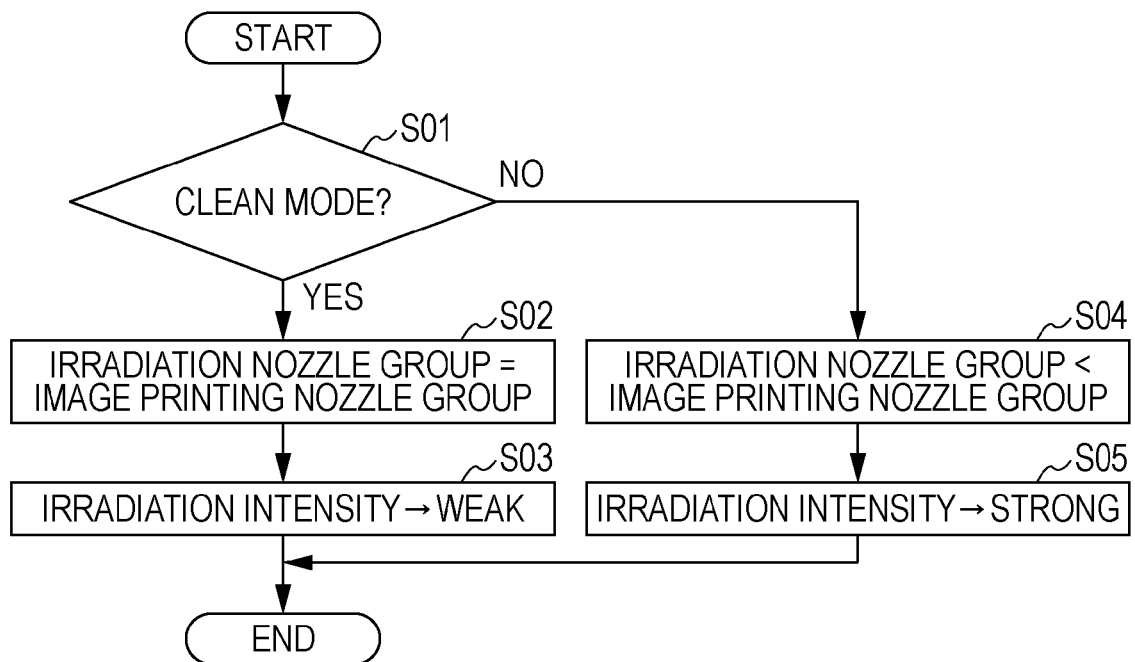 START
S01
CLEAN MODE?
NO
YES
S02
IRRADIATION NOZZLE GROUP =
IMAGE PRINTING NOZZLE GROUP
S03
IRRADIATION INTENSITY→WEAK
S04
IRRADIATION NOZZLE GROUP <
IMAGE PRINTING NOZZLE GROUP
S05
IRRADIATION INTENSITY→STRONG
END